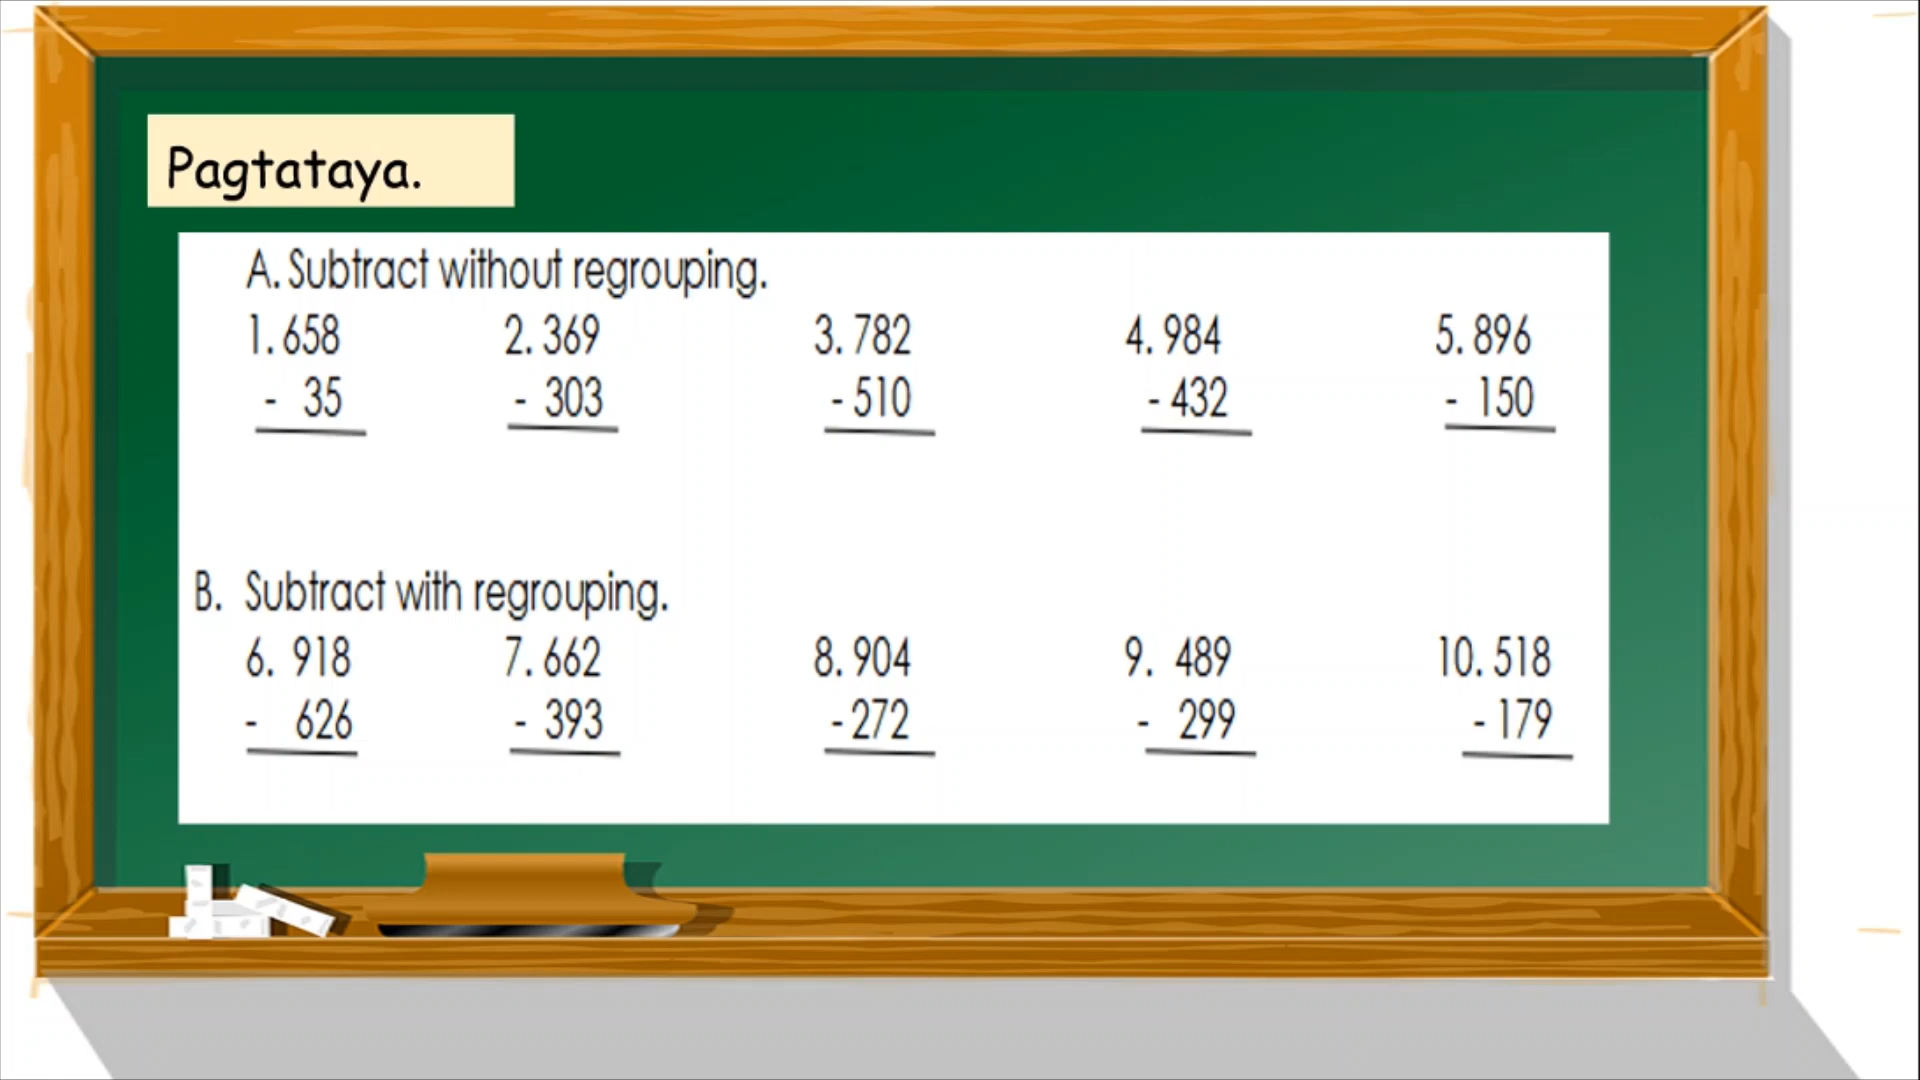 Pagtataya.
A. Subtract without regrouping.
1. 658 2. 369 3. 782 4. 984 5. 896
- 35 - 303 - 510 - 432 - 150
B. Subtract with regrouping.
6. 918 7. 662 8. 904 9. 489 10. 518
- 626 - 393 - 272 - 299 - 179